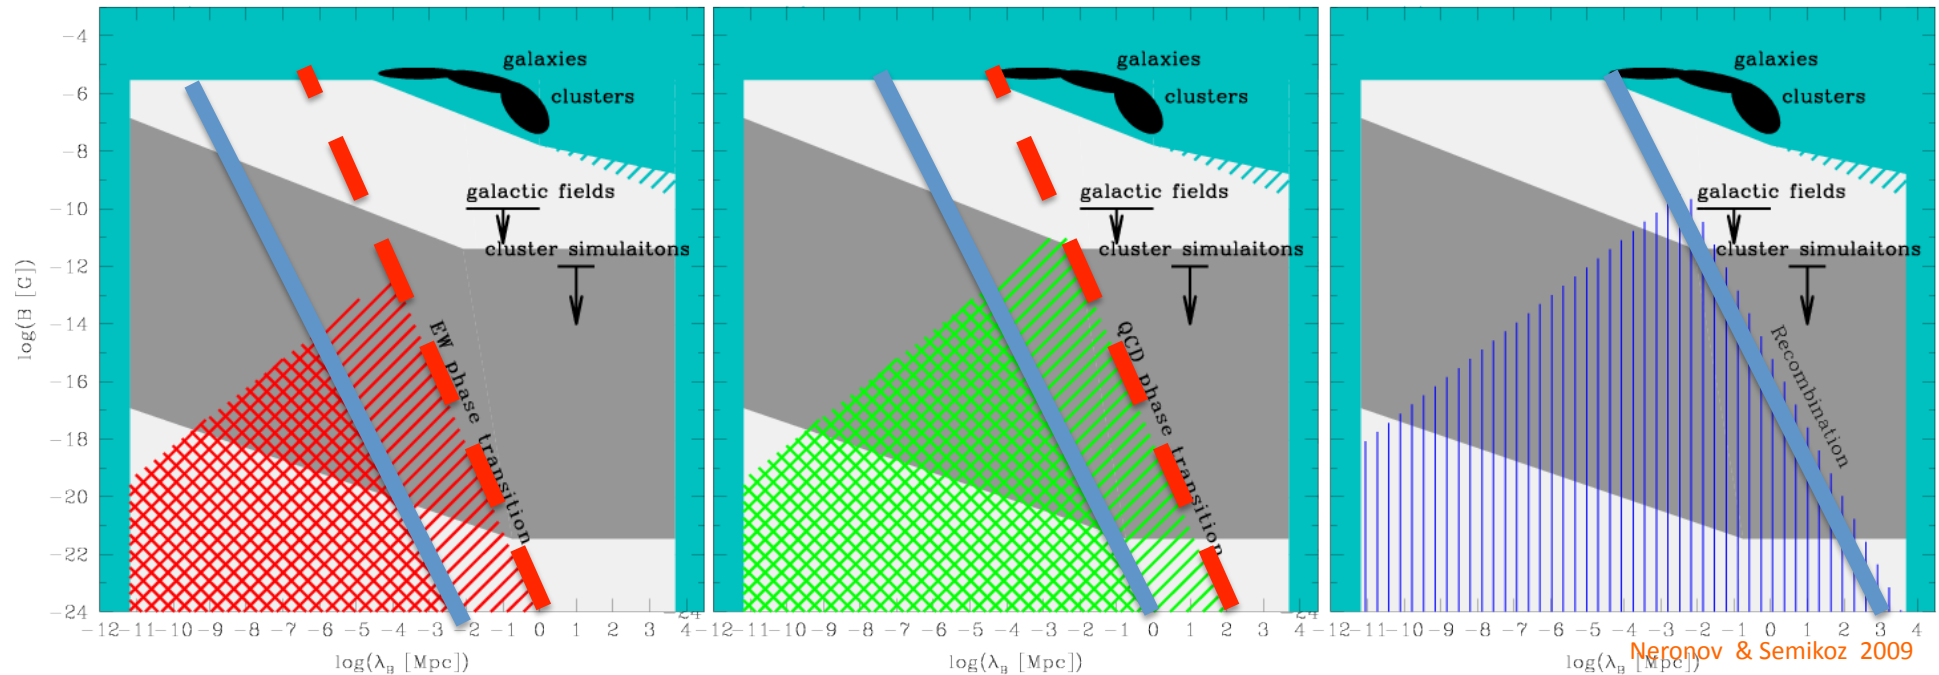 galaxies
clusters
galactic fields
cluster simulaitons
EW phase transition
−4
−6
−8
−10
−12
−14
−16
−18
−20
−22
−24
log(B [G])
−12 −11 −10 −9 −8 −7 −6 −5 −4 −3 −2 −1 0 1 2 3 4
log(λB [Mpc])
galaxies
clusters
galactic fields
cluster simulaitons
QCD phase transition
−24
−12 −11 −10 −9 −8 −7 −6 −5 −4 −3 −2 −1 0 1 2 3 4
log(λB [Mpc])
galaxies
clusters
galactic fields
cluster simulaitons
Recombination
−24
−12 −11 −10 −9 −8 −7 −6 −5 −4 −3 −2 −1 0 1 2 3 4
log(λB [Mpc])
Neronov & Semikoz 2009